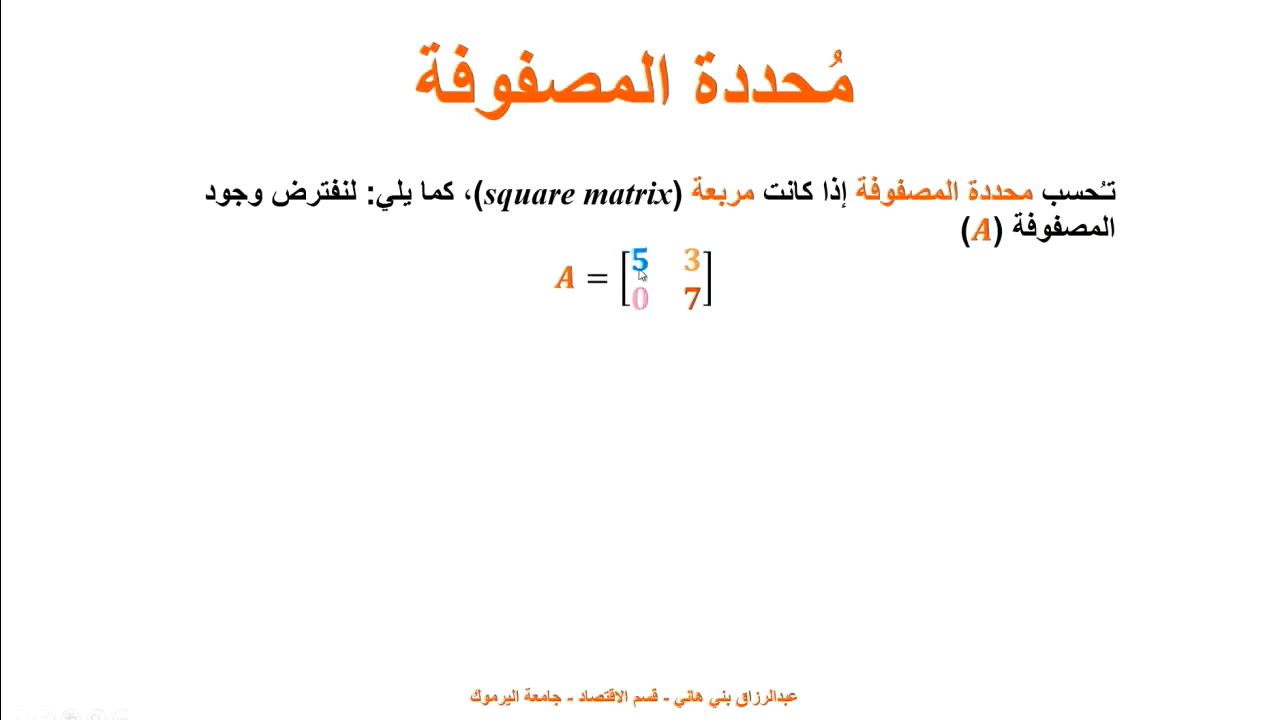 مُحددة المصفوفة
تُحسب محددة المصفوفة إذا كانت مربعة (square matrix)، كما يلي: لنفترض وجود
المصفوفة (A)
A = [5 3
0 7]
عبدالرزاق بني هاني - قسم الاقتصاد - جامعة اليرموك